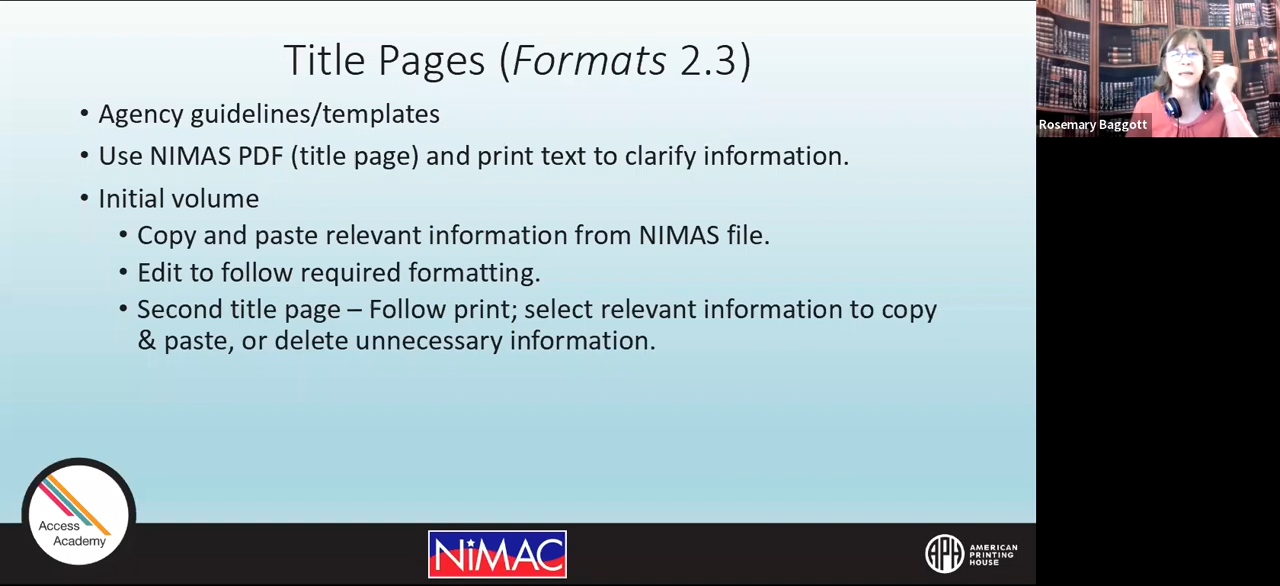 Title Pages (Formats 2.3)
• Agency guidelines/templates
• Use NIMAS PDF (title page) and print text to clarify information.
• Initial volume
• Copy and paste relevant information from NIMAS file.
• Edit to follow required formatting.
• Second title page – Follow print; select relevant information to copy
& paste, or delete unnecessary information.
Rosemary Baggott
Access
Academy
NiMAC
APH
AMERICAN
PRINTING
HOUSE